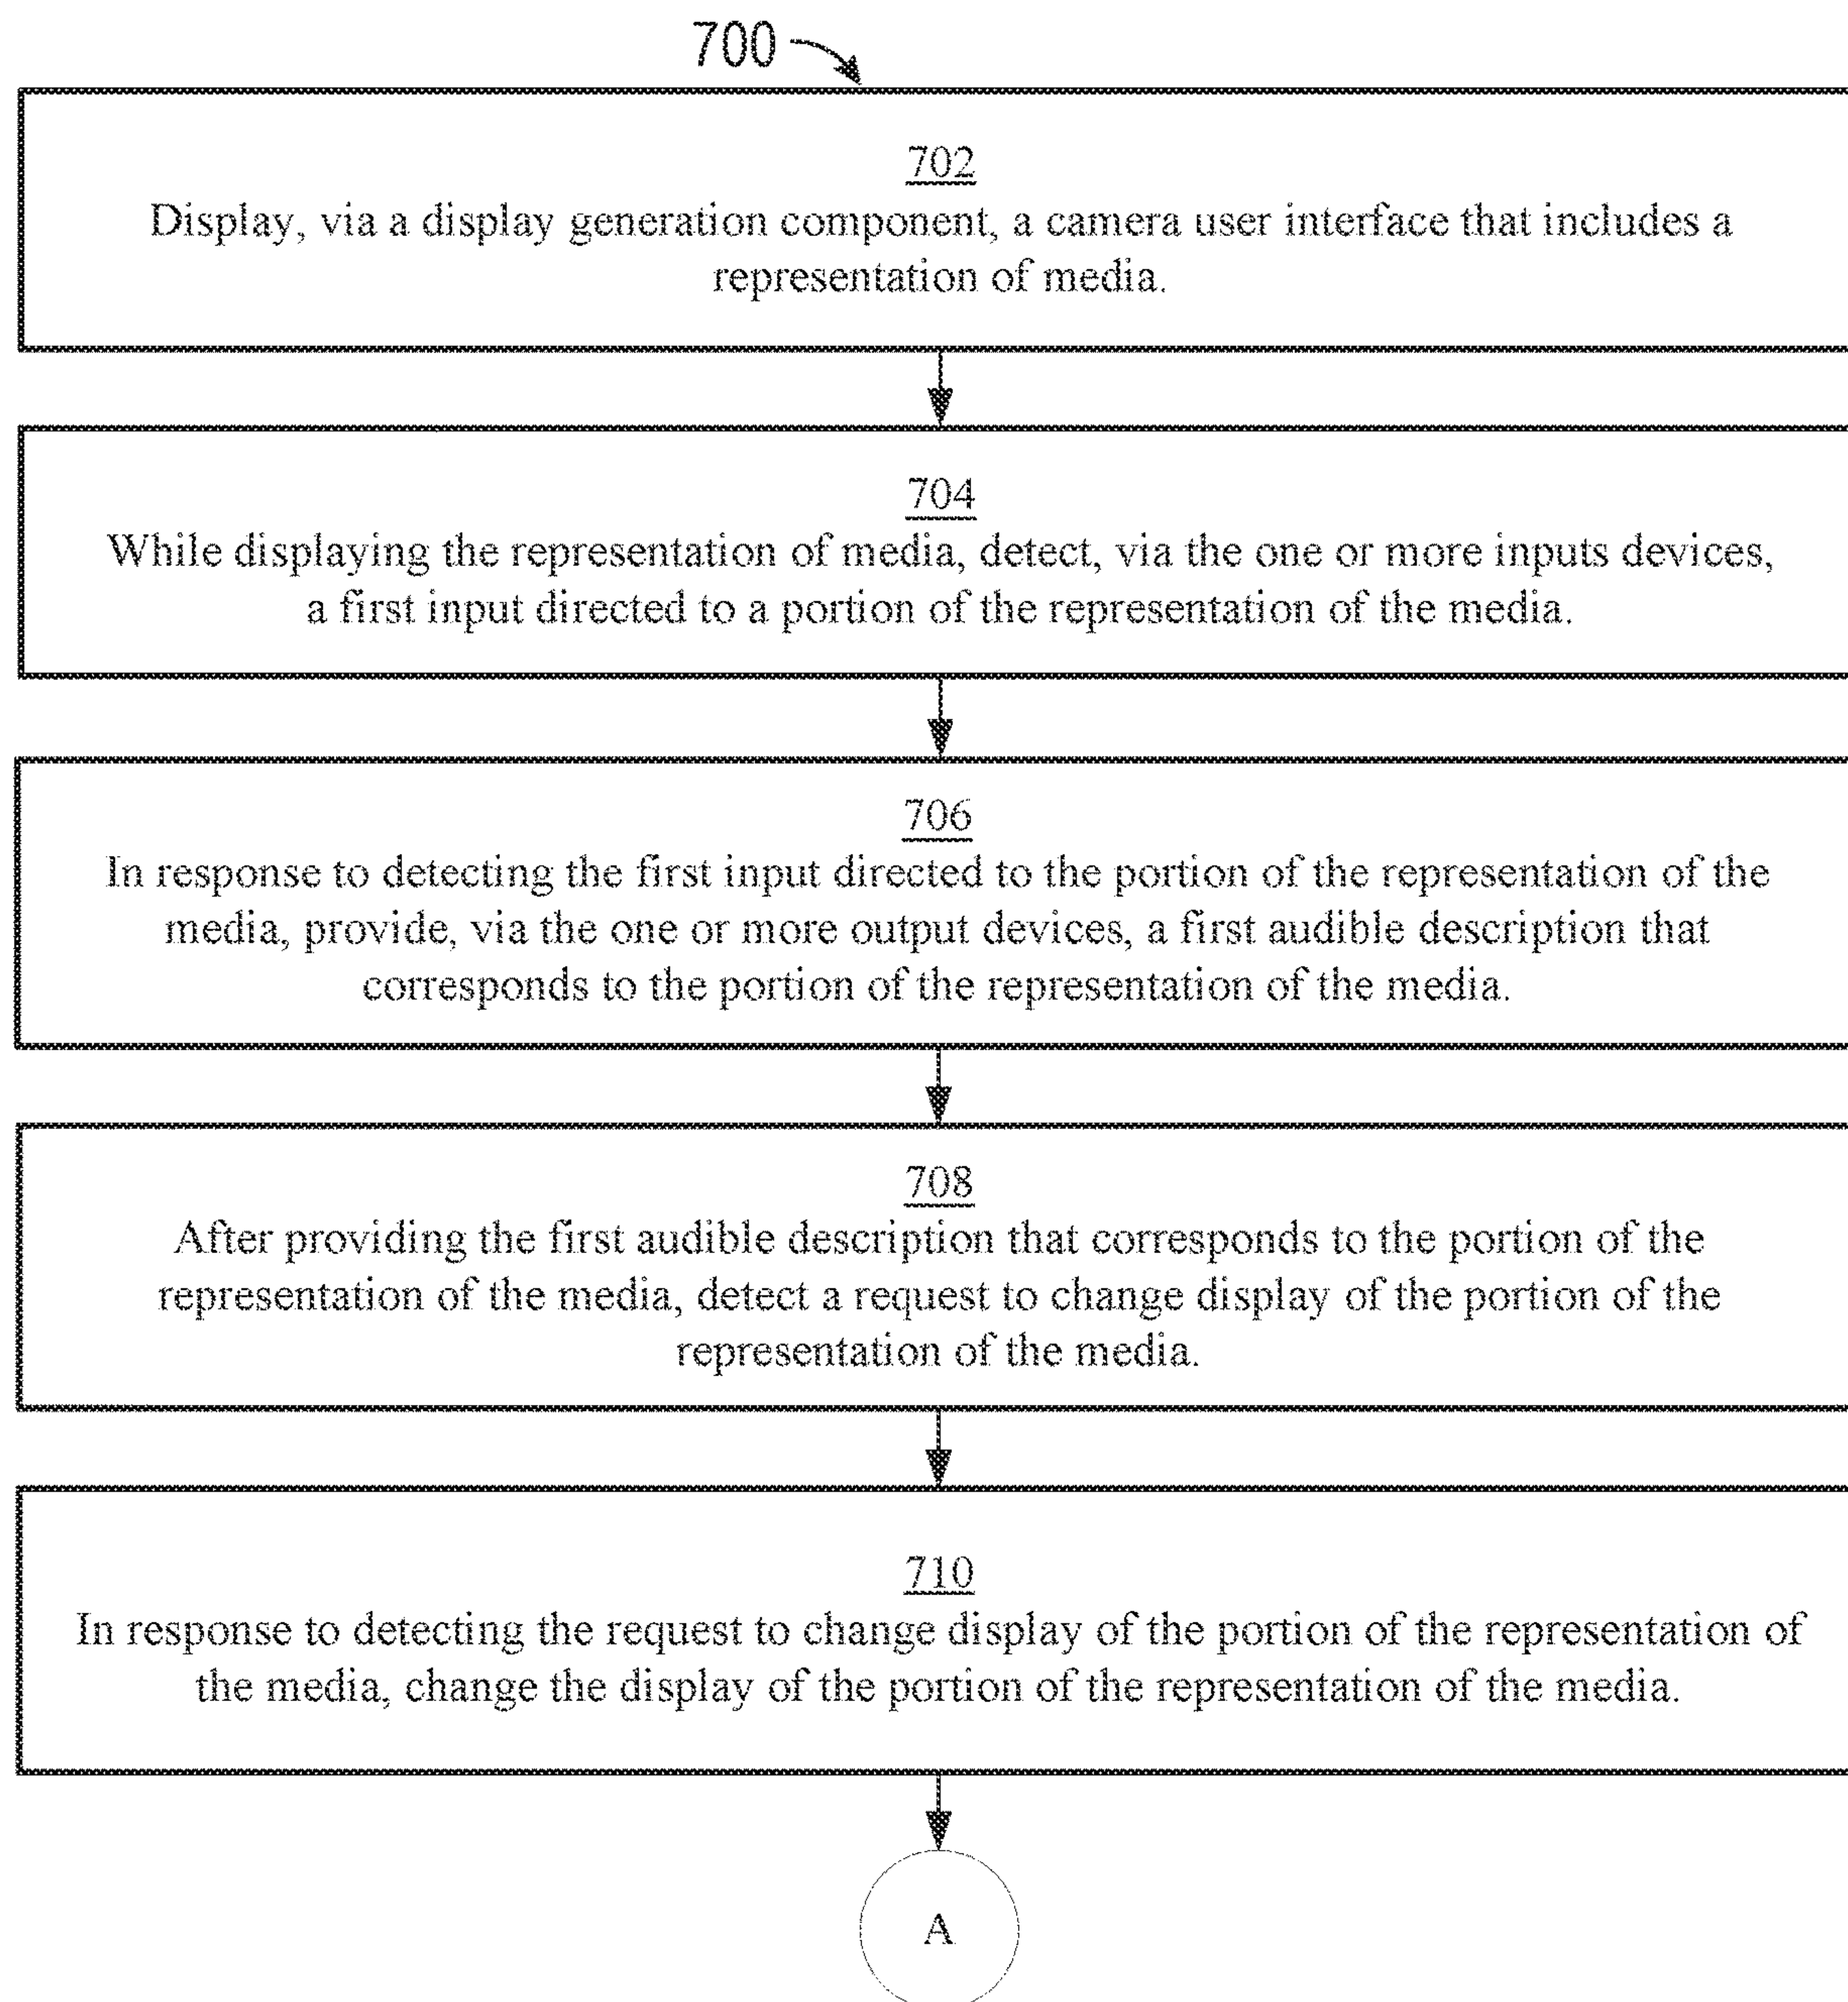 700
702
Display, via a display generation component, a camera user interface that includes a
representation of media.
704
While displaying the representation of media, detect, via the one or more inputs devices,
a first input directed to a portion of the representation of the media.
706
In response to detecting the first input directed to the portion of the representation of the
media, provide, via the one or more output devices, a first audible description that
corresponds to the portion of the representation of the media.
708
After providing the first audible description that corresponds to the portion of the
representation of the media, detect a request to change display of the portion of the
representation of the media.
710
In response to detecting the request to change display of the portion of the representation of
the media, change the display of the portion of the representation of the media.
A